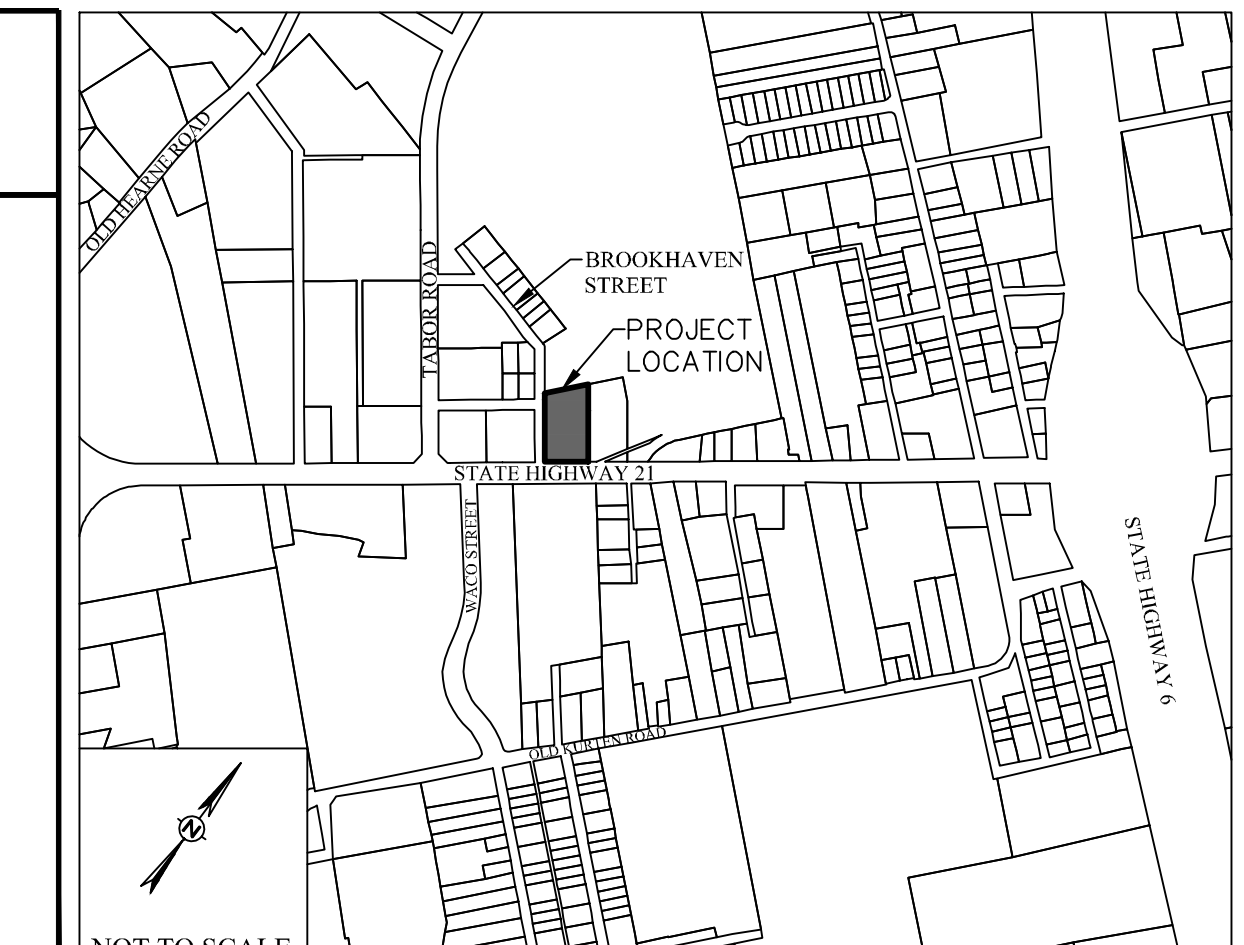 OLD HEARNE ROAD
TABOR ROAD
BROOKHAVEN
STREET
PROJECT
LOCATION
STATE HIGHWAY 21
WACO STREET
STATE HIGHWAY 6
OLD KURTEN ROAD
N
NOT TO SCALE